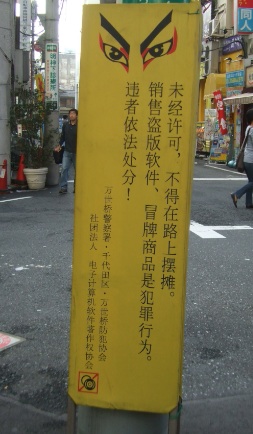 未经许可，不得在路上摆摊。
销售盗版软件、冒牌商品是犯罪行为。
违者依法处分！
万世桥警察署·千代田区·万世桥防范协会
社团法人 电子计算机软件著作权协会